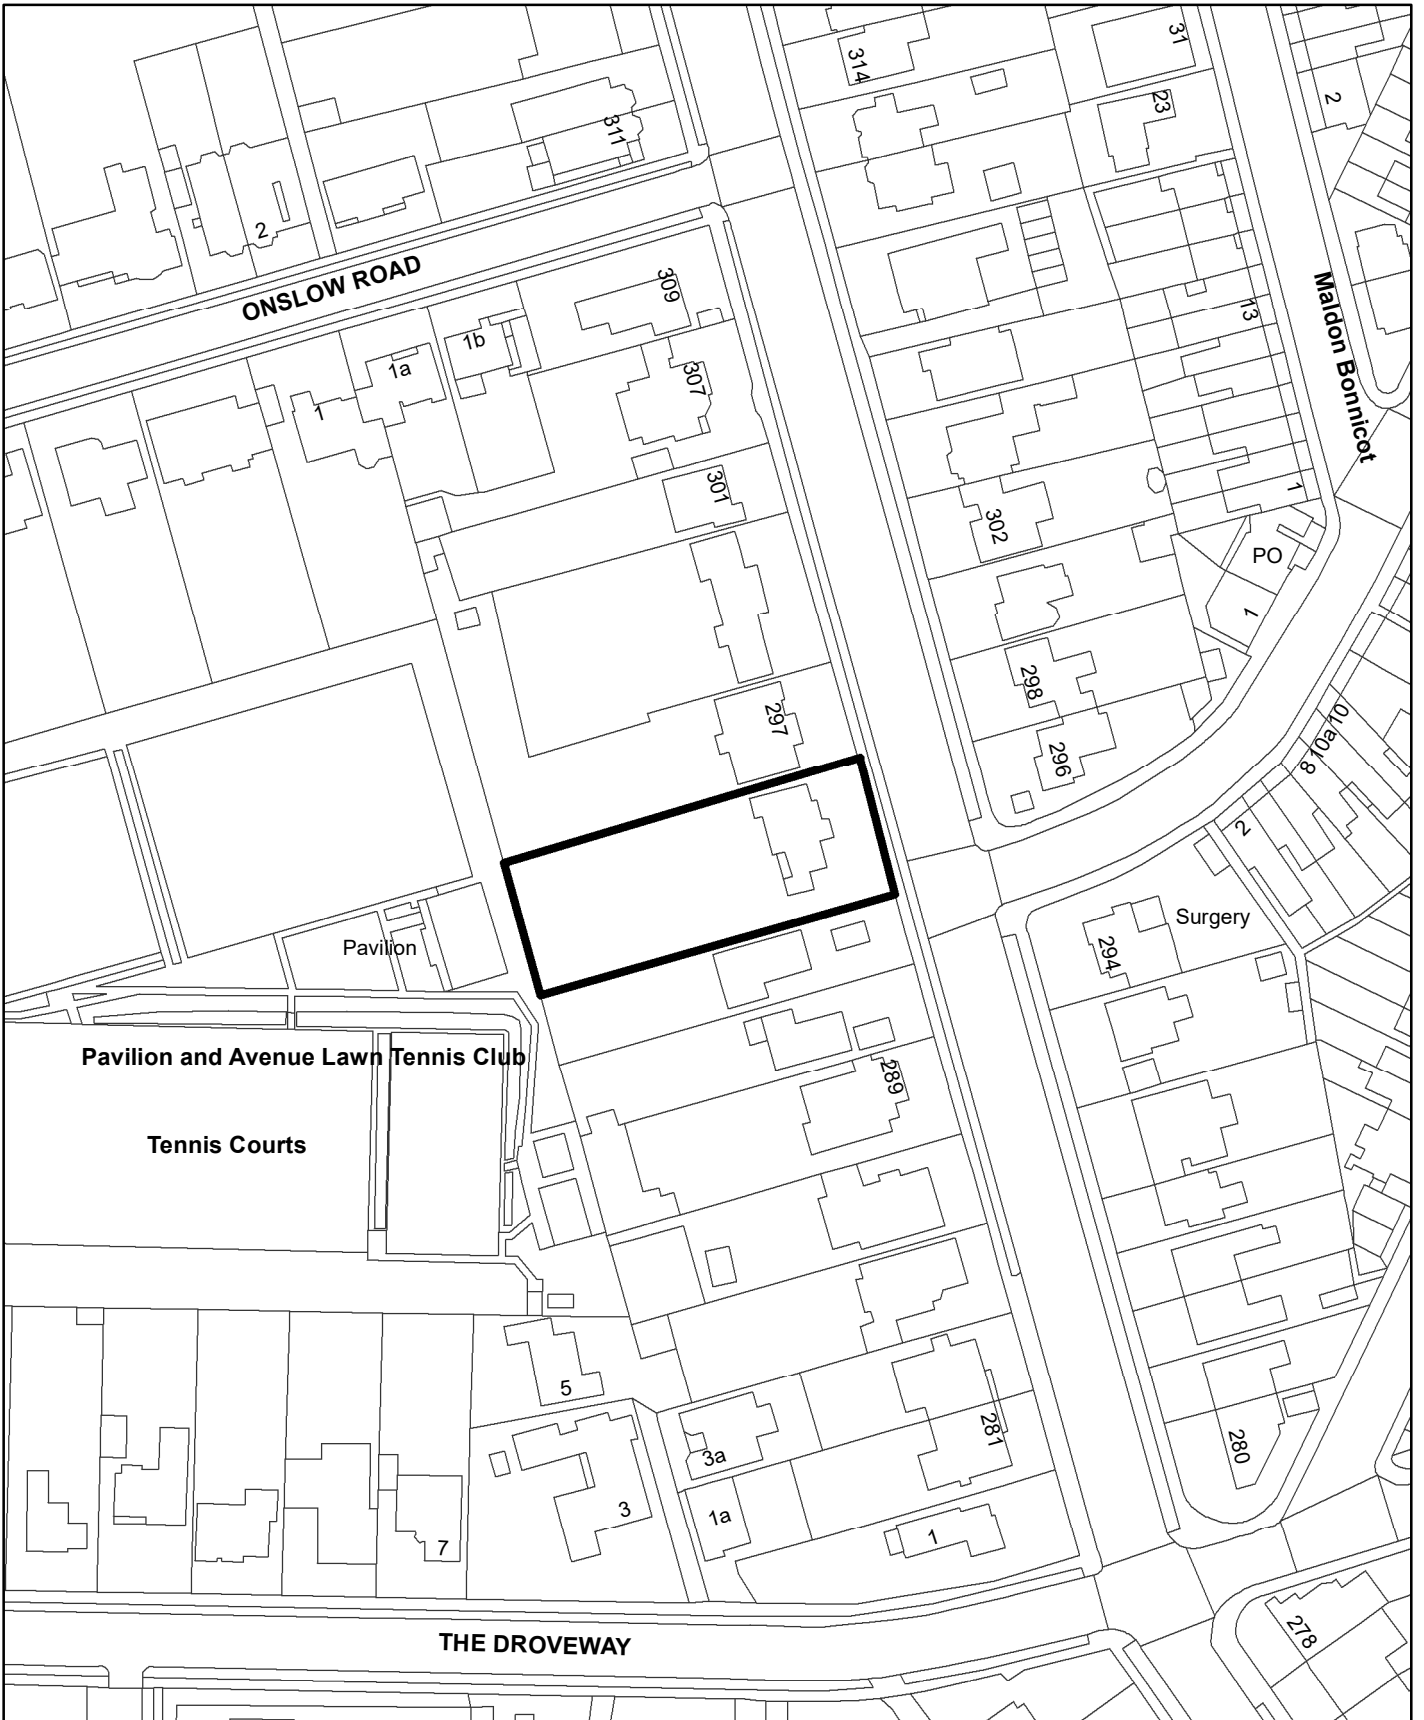 31
314
23
2
311
2
ONSLOW ROAD
309
Maldon Bonnicot
13
1b
1a
307
1
301
1
302
PO
1
298
297
296
8 10a 10
2
Surgery
294
Pavilion
Pavilion and Avenue Lawn Tennis Club
289
Tennis Courts
5
281
280
3a
3
1a
1
7
278
THE DROVEWAY